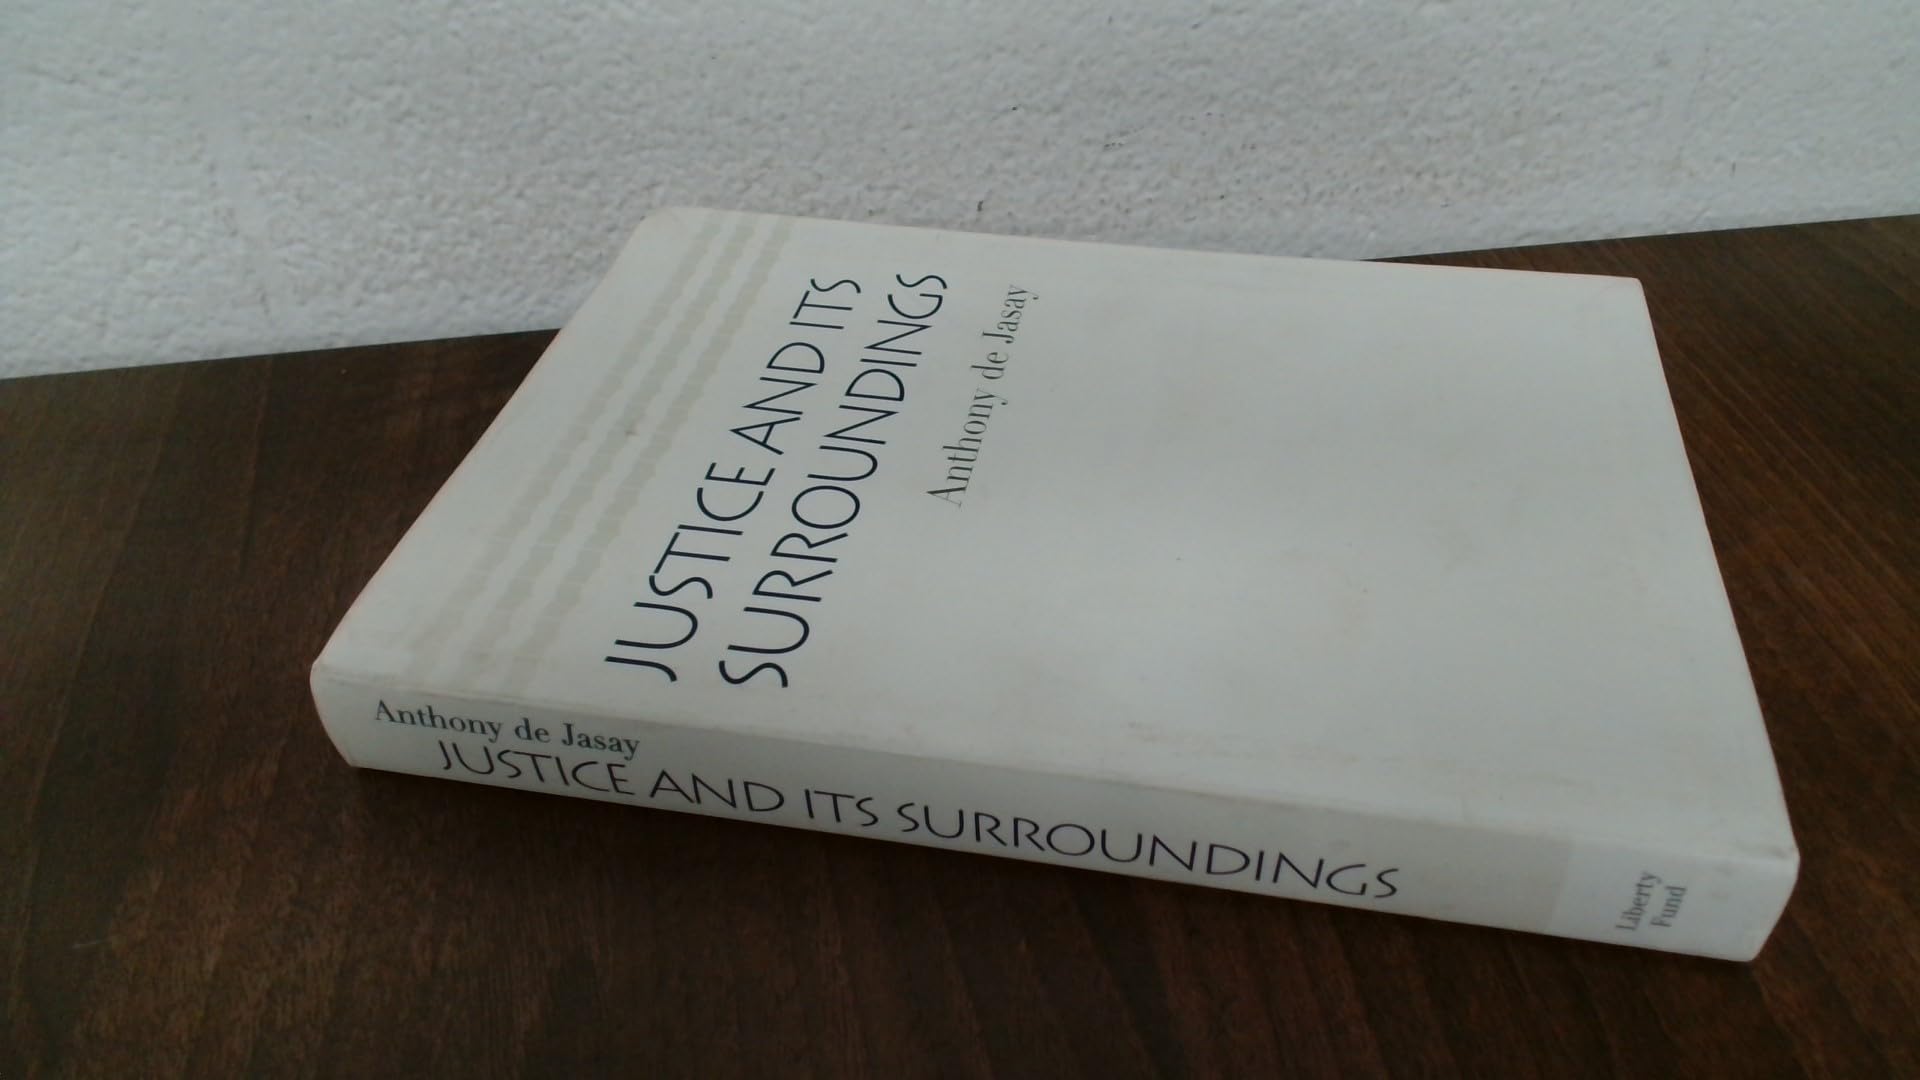 JUSTICE AND ITS
SURROUNDINGS
Anthony de Jasay
Anthony de Jasay
JUSTICE AND ITS SURROUNDINGS
Liberty
Fund